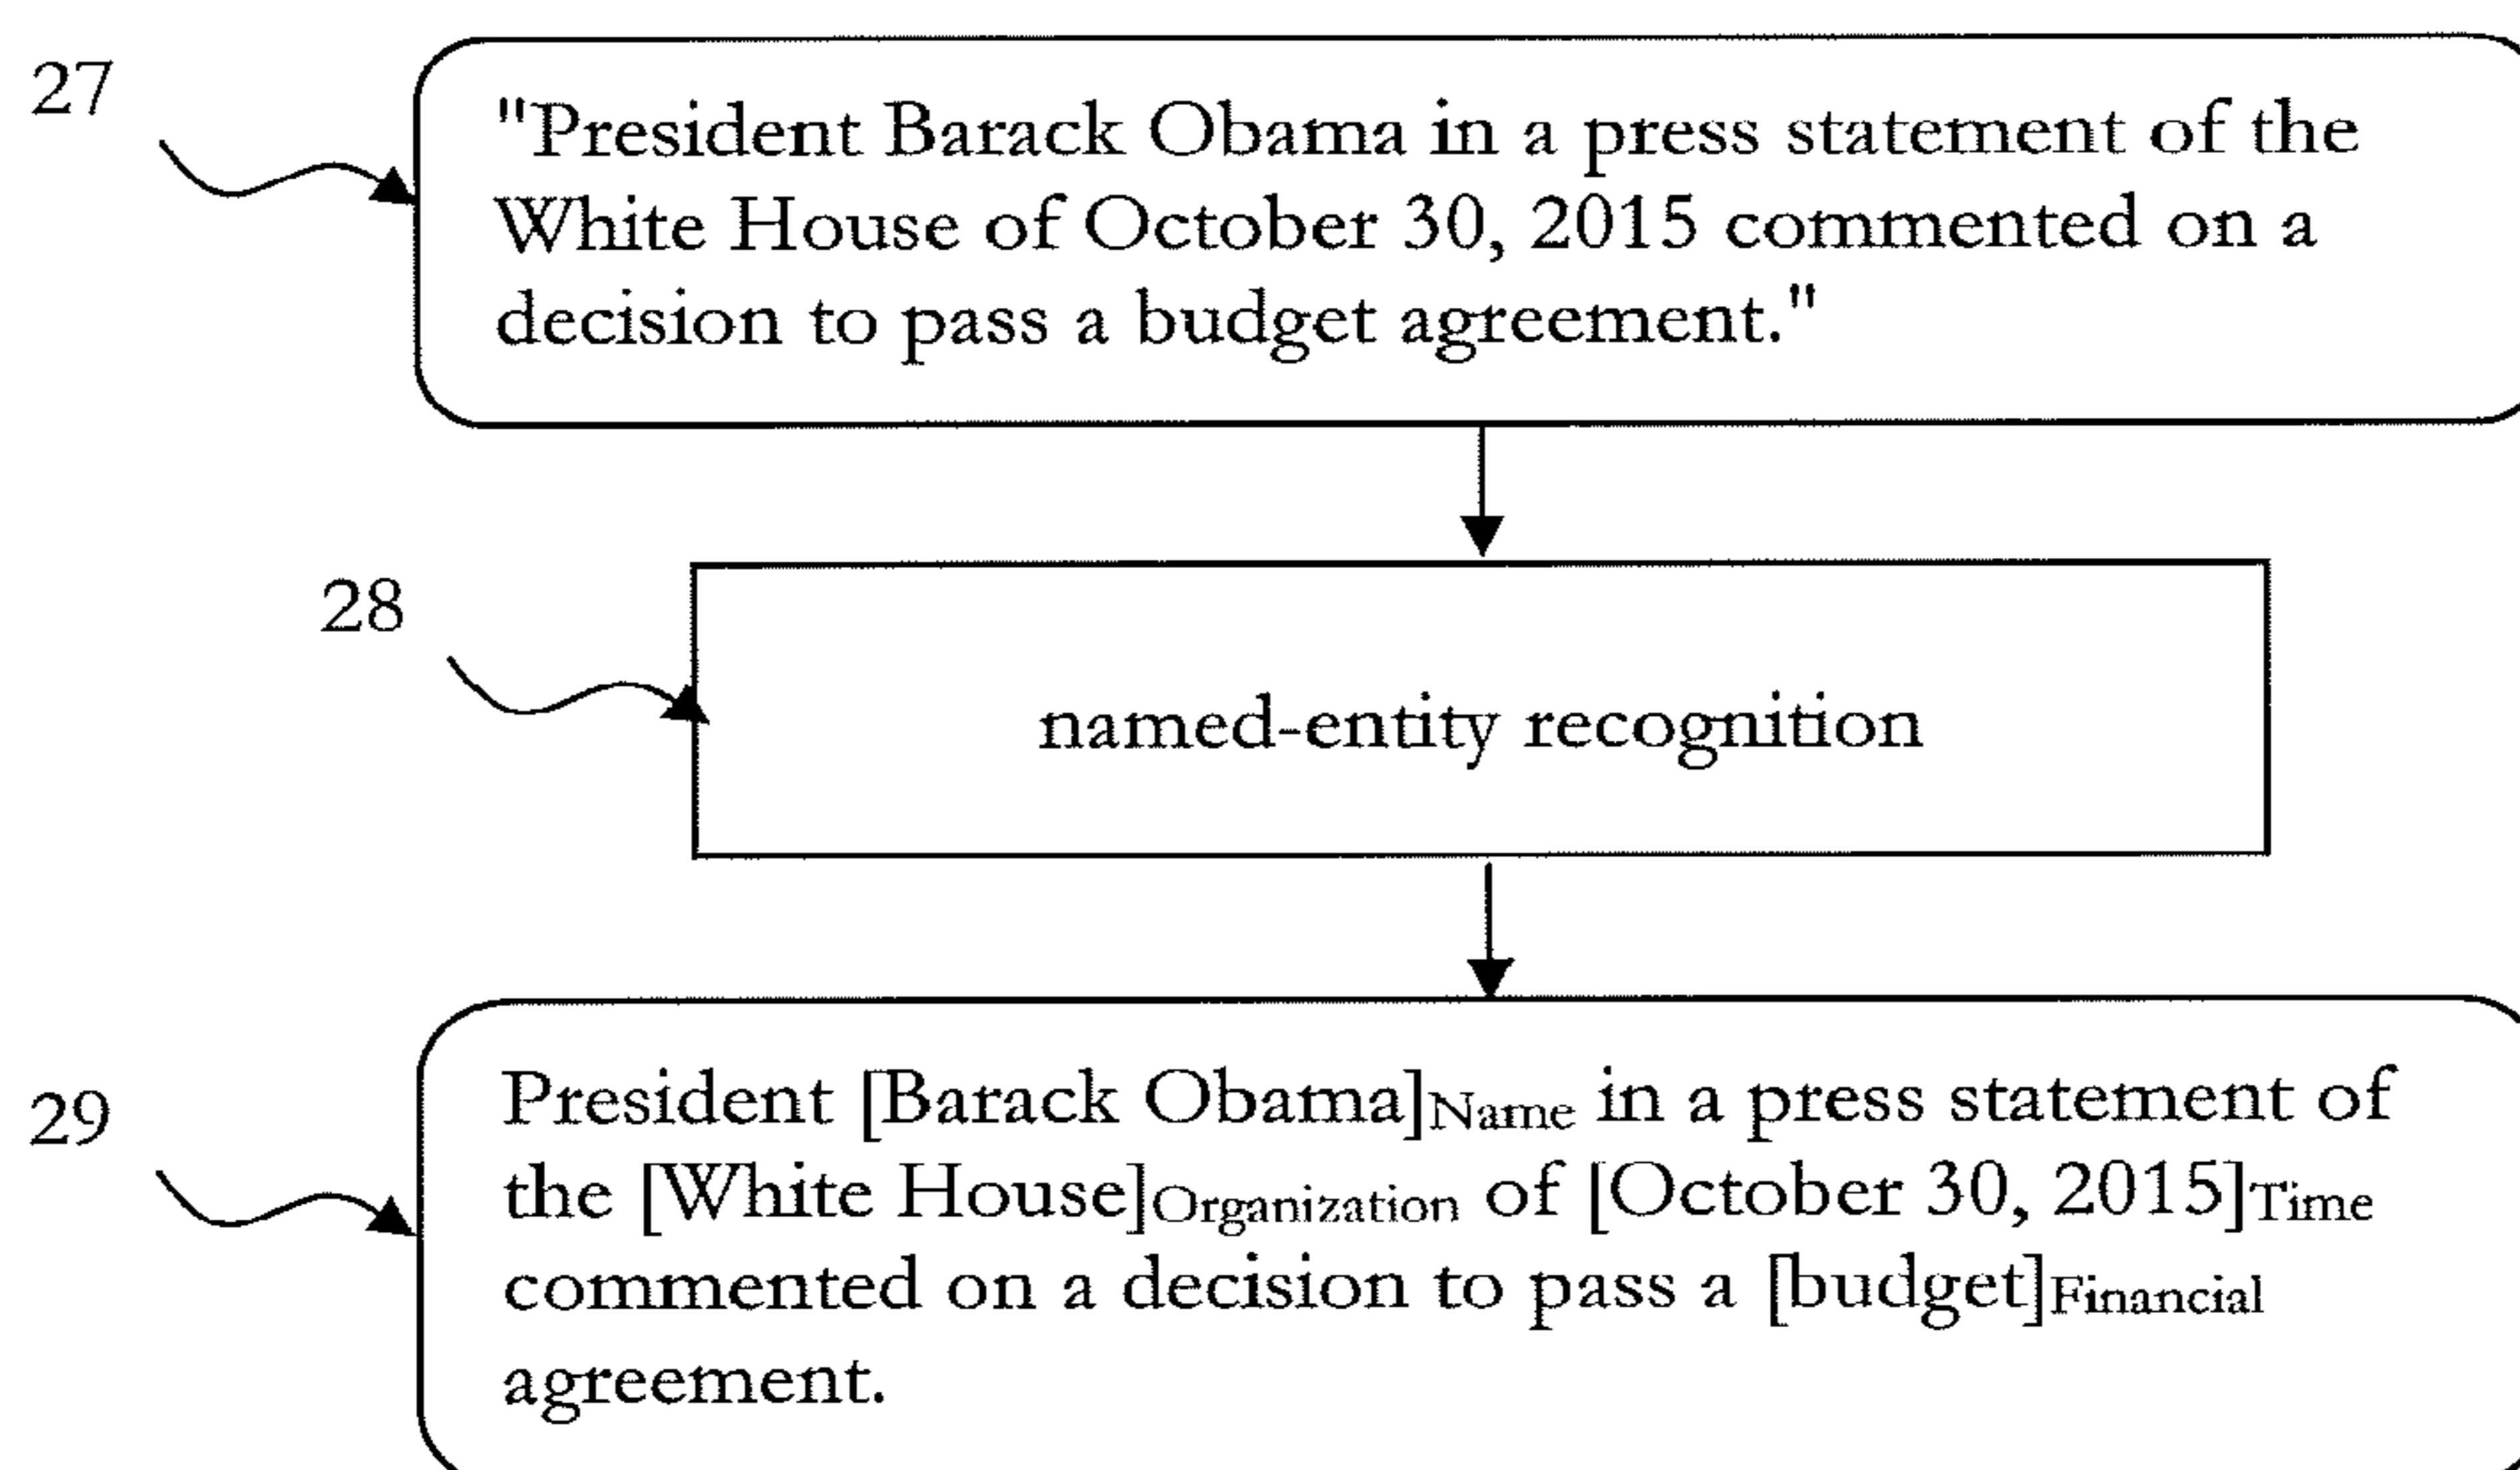 27
"President Barack Obama in a press statement of the
White House of October 30, 2015 commented on a
decision to pass a budget agreement."
28
named-entity recognition
29
President [Barack Obama]Name in a press statement of
the [White House]Organization of [October 30, 2015]Time
commented on a decision to pass a [budget]Financial
agreement.